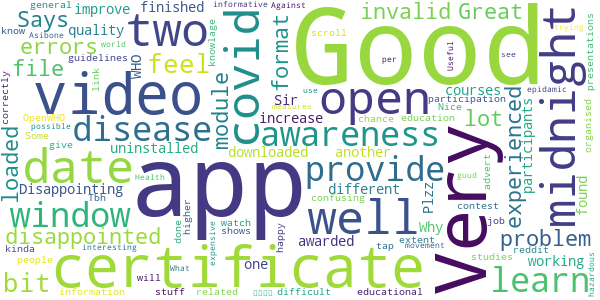 general
know
Asibone
improve
finished
Says
quality
world
errors
guidelines
link
file
WHO
two
feel
covid
format
knowlage
Good
invalid
Great
scroll
per
Useful
see
trying
presentations
midnight
Against
video
module
Sir
open
courses
participation
Nice
epidamic
organised
loaded
correctly
OpenWHO
Some
possible
disease
increase
chance
education
use
measures
lot
experienced
participants
give
uninstalled
awareness
downloaded
another
date
Disappointing
Tbh
Health
app
provide
different
Plzz
very
guud
advert
found
window
higher
confusing
watch
shows
well
Why
contest
job
problem
disappointed
kinda
people
done
expensive
awarded
happy
extent
movement
tap
reddit
working
bit
interesting
information
certificate
one
will
What
stuff
related
difficult
educational
studies
learn
hazardous
informative